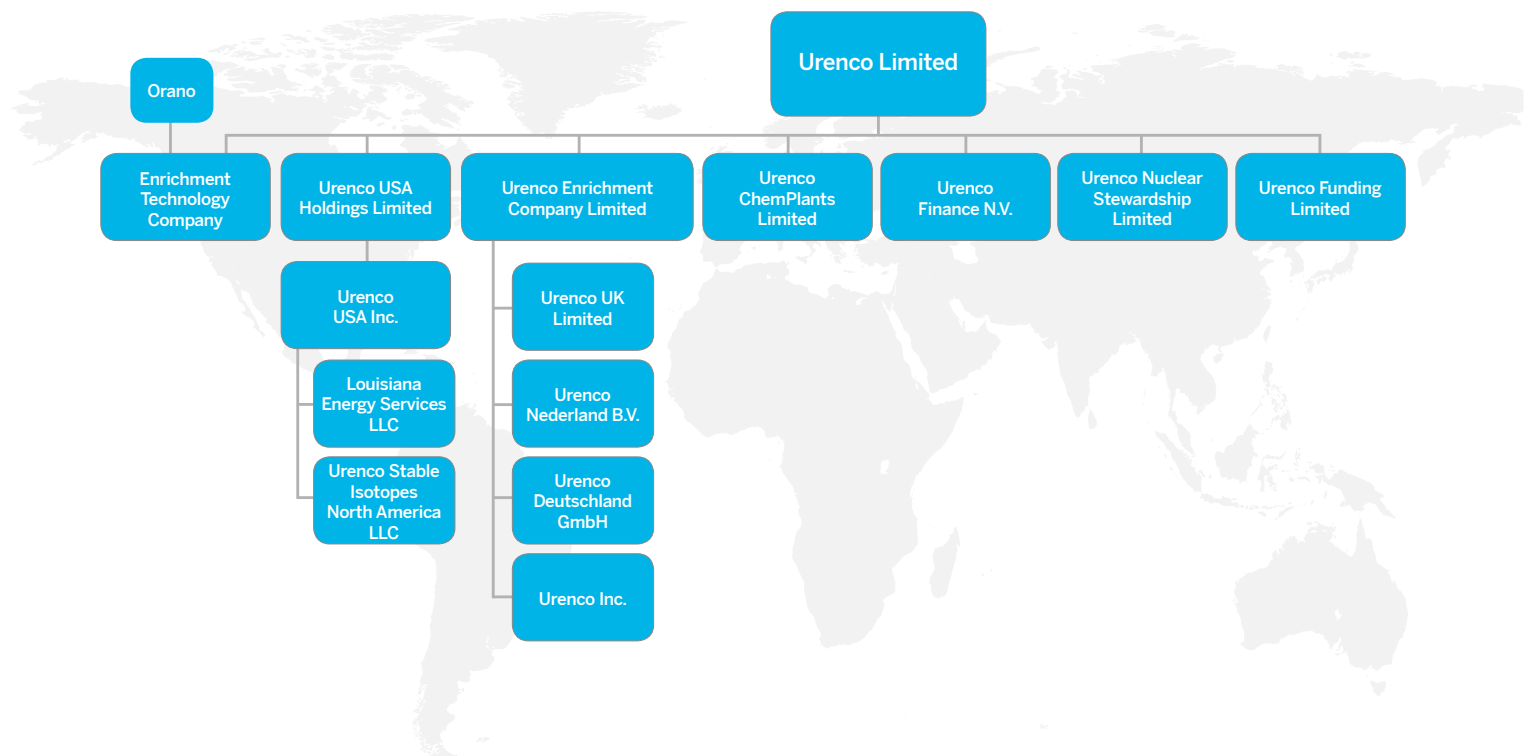 Urenco Limited
Orano
Enrichment
Technology
Company
Urenco USA
Holdings Limited
Urenco Enrichment
Company Limited
Urenco
ChemPlants
Limited
Urenco
Finance N.V.
Urenco Nuclear
Stewardship
Limited
Urenco Funding
Limited
Urenco
USA Inc.
Louisiana
Energy Services
LLC
Urenco Stable
Isotopes
North America
LLC
Urenco UK
Limited
Urenco
Nederland B.V.
Urenco
Deutschland
GmbH
Urenco Inc.